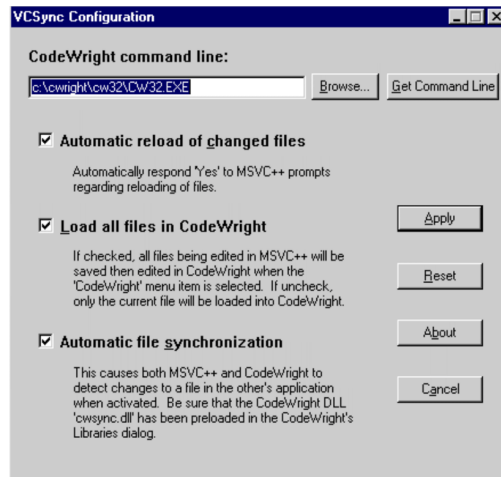 VCSync Configuration
CodeWright command line:
c:\cwright\cw32\CW32.EXE
Browse...
Get Command Line
Automatic reload of changed files
Automatically respond 'Yes' to MSVC++ prompts
regarding reloading of files.
Load all files in CodeWright
If checked, all files being edited in MSVC++ will be
saved then edited in CodeWright when the
'CodeWright' menu item is selected. If uncheck,
only the current file will be loaded into CodeWright.
Automatic file synchronization
This causes both MSVC++ and CodeWright to
detect changes to a file in the other's application
when activated. Be sure that the CodeWright DLL
'cwsync.dll' has been preloaded in the CodeWright's
Libraries dialog.
Apply
Reset
About
Cancel